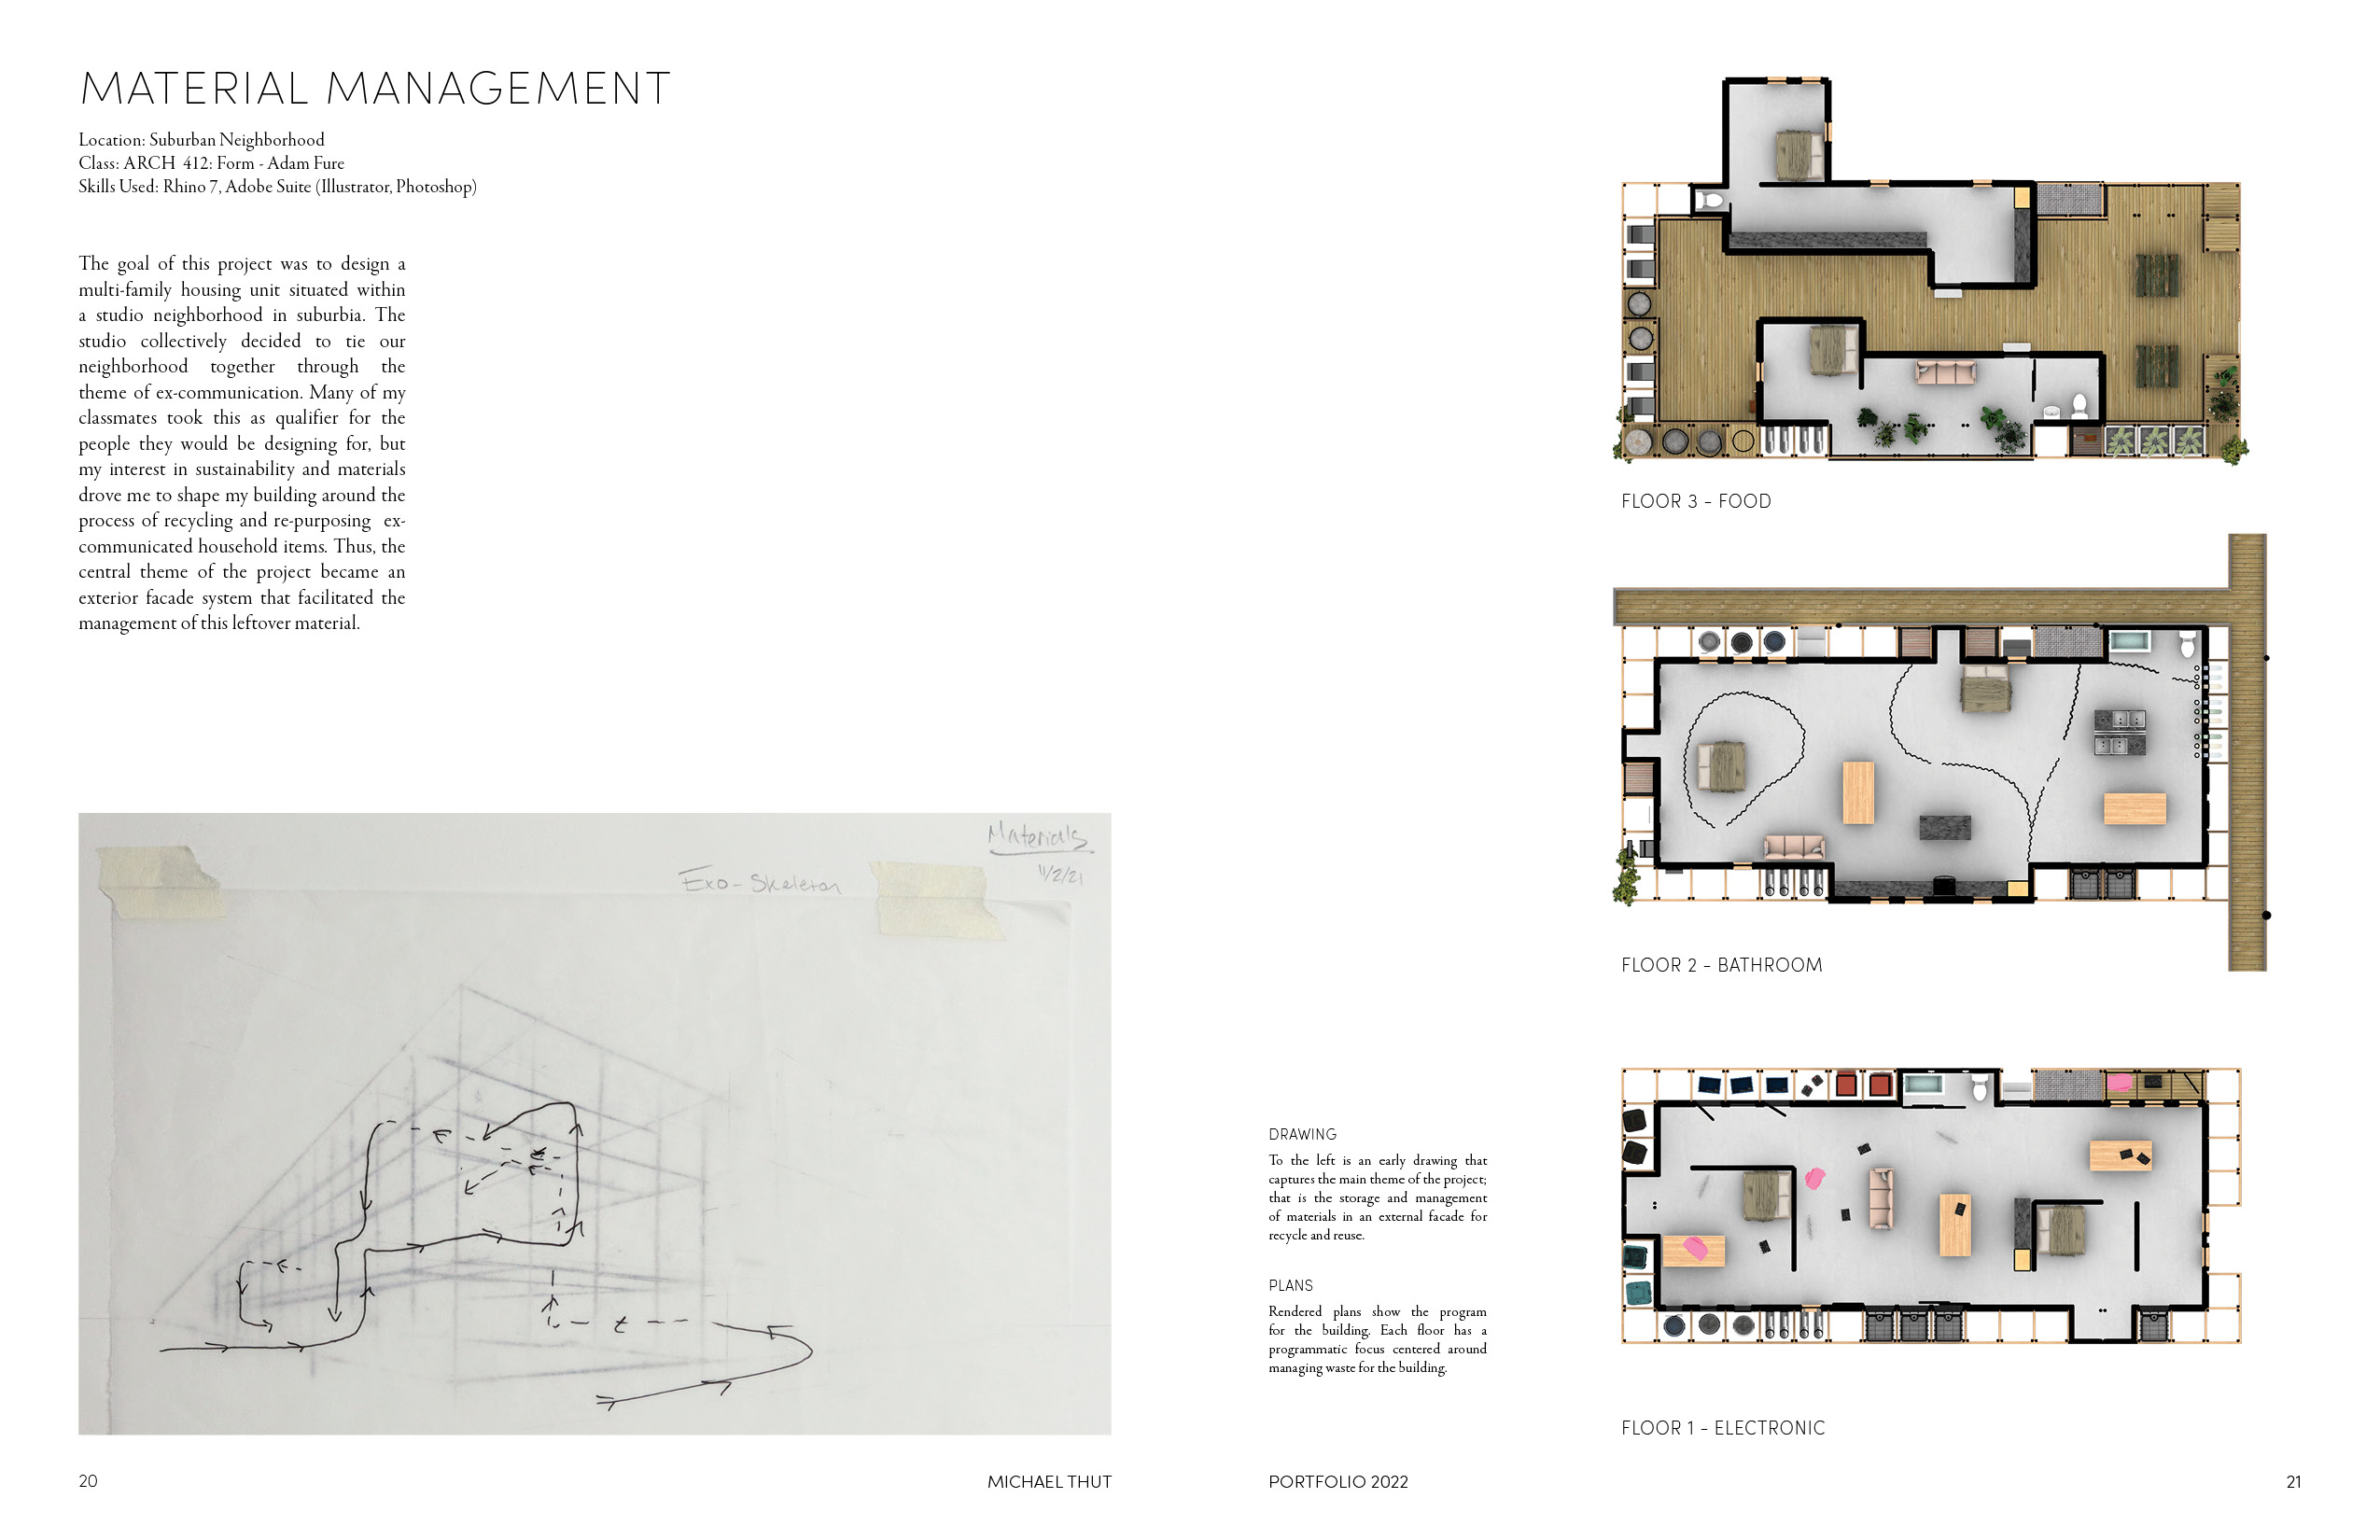 MATERIAL MANAGEMENT
Location: Suburban Neighborhood
Class: ARCH 412: Form - Adam Fure
Skills Used: Rhino 7, Adobe Suite (Illustrator, Photoshop)
The goal of this project was to design a
multi-family housing unit situated within
a studio neighborhood in suburbia. The
studio collectively decided to tie our
neighborhood together through the
theme of ex-communication. Many of my
classmates took this as qualifier for the
people they would be designing for, but
my interest in sustainability and materials
drove me to shape my building around the
process of recycling and re-purposing ex-
communicated household items. Thus, the
central theme of the project became an
exterior facade system that facilitated the
management of this leftover material.
Materials
11/2/21
Exo-Skeleton
20
MICHAEL THUT
FLOOR 3 - FOOD
FLOOR 2 - BATHROOM
DRAWING
To the left is an early drawing that
captures the main theme of the project;
that is the storage and management
of materials in an external facade for
recycle and reuse.
PLANS
Rendered plans show the program
for the building. Each floor has a
programmatic focus centered around
managing waste for the building.
FLOOR 1 - ELECTRONIC
PORTFOLIO 2022
21